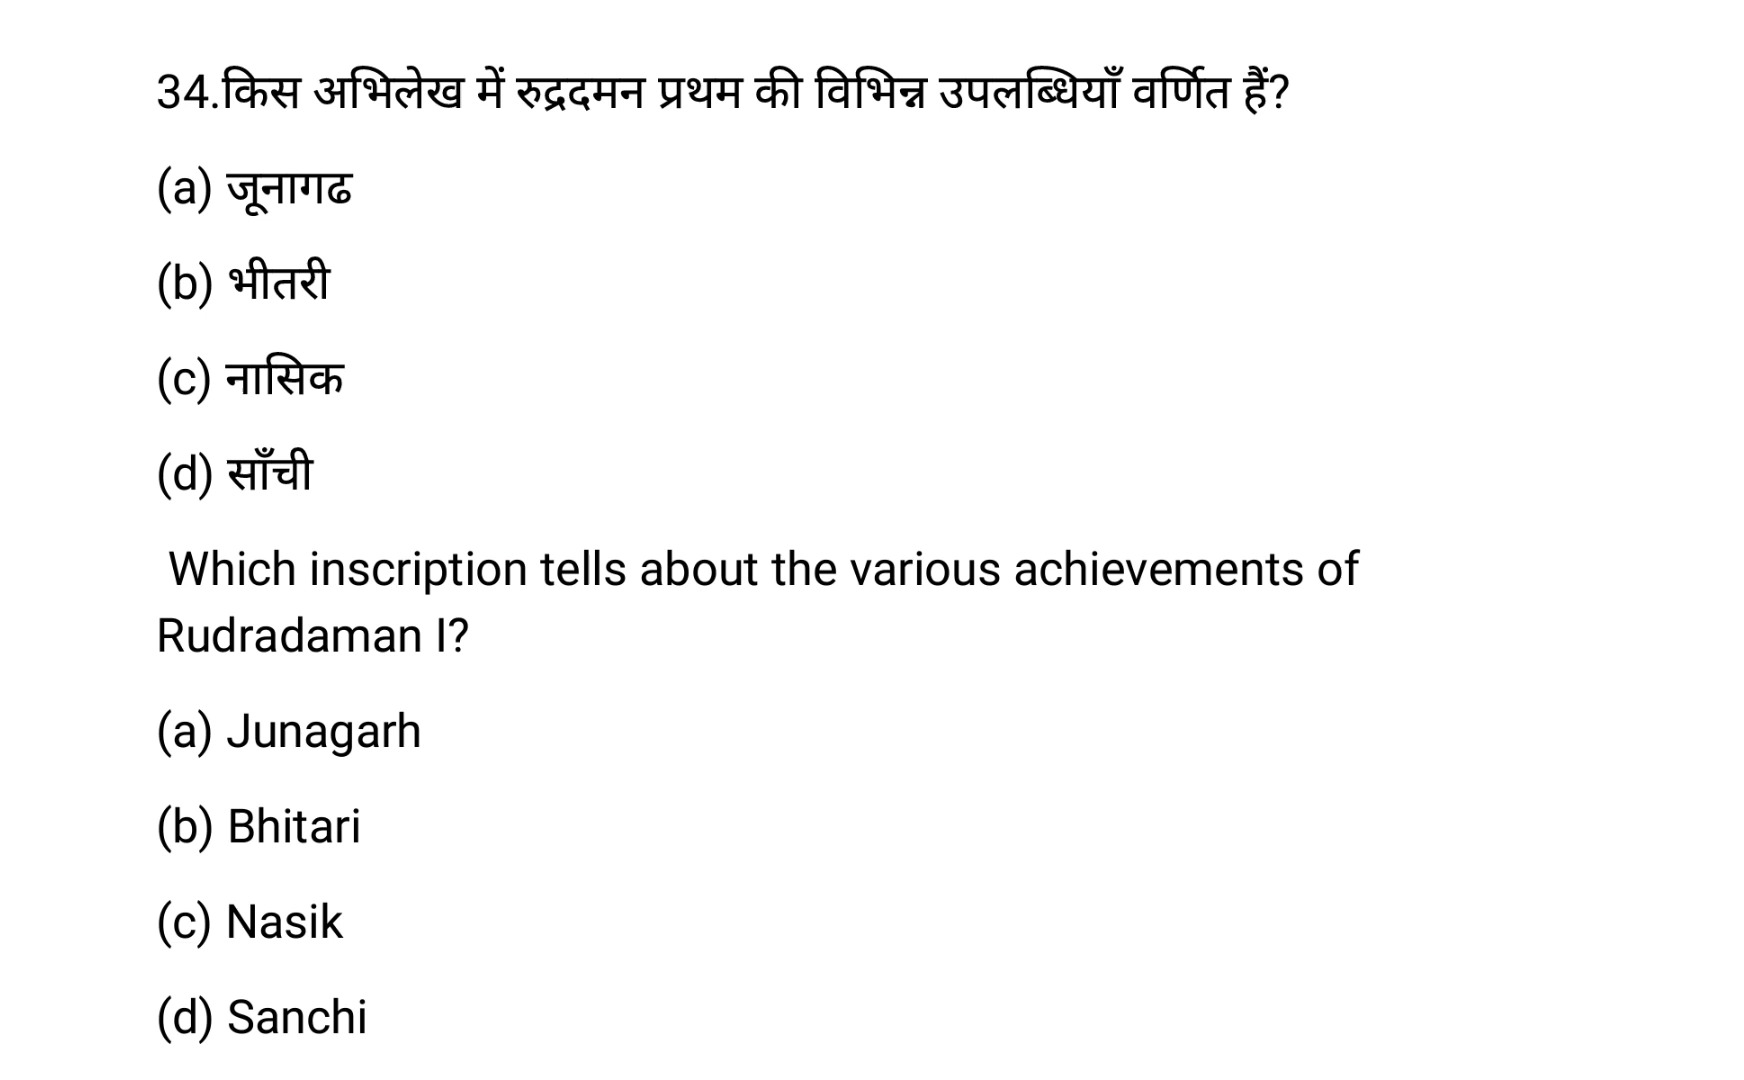 34.किस अभिलेख में रुद्रदमन प्रथम की विभिन्न उपलब्धियाँ वर्णित हैं?
(a) जूनागढ
(b) भीतरी
(c) नासिक
(d) साँची
Which inscription tells about the various achievements of
Rudradaman I?
(a) Junagarh
(b) Bhitari
(c) Nasik
(d) Sanchi